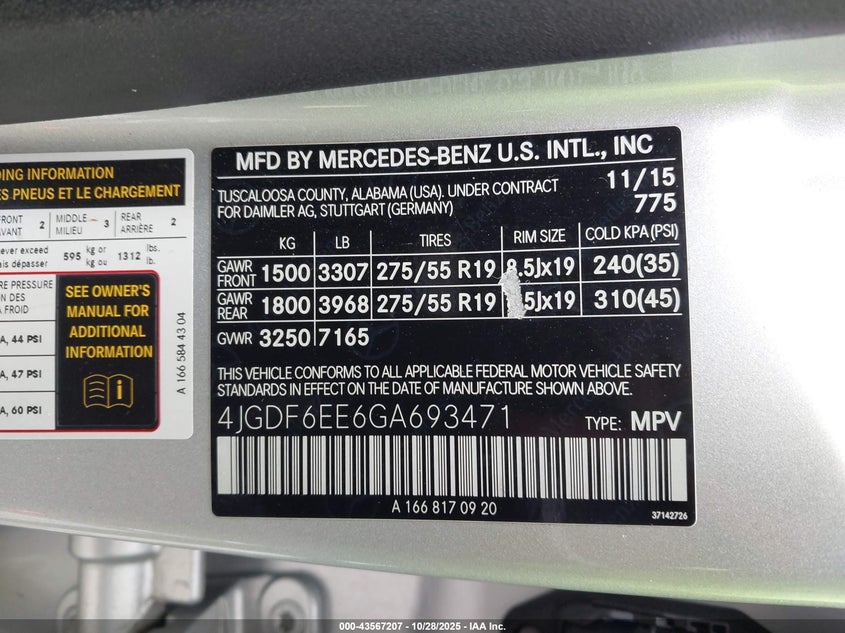 DING INFORMATION
ES PNEUS ET LE CHARGEMENT
FRONT AVANT 2 MIDDLE MILIEU 3 REAR ARRIÈRE 2
ever exceed 595 kg or 1312 lbs.
ais dépasser kg ou lb.
E PRESSURE
ON DES
À FROID
A, 44 PSI
A, 47 PSI
A, 60 PSI
SEE OWNER'S
MANUAL FOR
ADDITIONAL
INFORMATION
A 166 584 43 04
MFD BY MERCEDES-BENZ U.S. INTL., INC
TUSCALOOSA COUNTY, ALABAMA (USA). UNDER CONTRACT 11/15
FOR DAIMLER AG, STUTTGART (GERMANY) 775
KG LB TIRES RIM SIZE COLD KPA(PSI)
GAWR FRONT 1500 3307 275/55 R19 8.5Jx19 240(35)
GAWR REAR 1800 3968 275/55 R19 5Jx19 310(45)
GVWR 3250 7165
THIS VEHICLE CONFORMS TO ALL APPLICABLE FEDERAL MOTOR VEHICLE SAFETY
STANDARDS IN EFFECT ON THE DATE OF MANUFACTURE SHOWN ABOVE.
4JGDF6EE6GA693471 TYPE: MPV
A 166 817 09 20
37142726
000-43567207 | 10/28/2025 - IAA Inc.